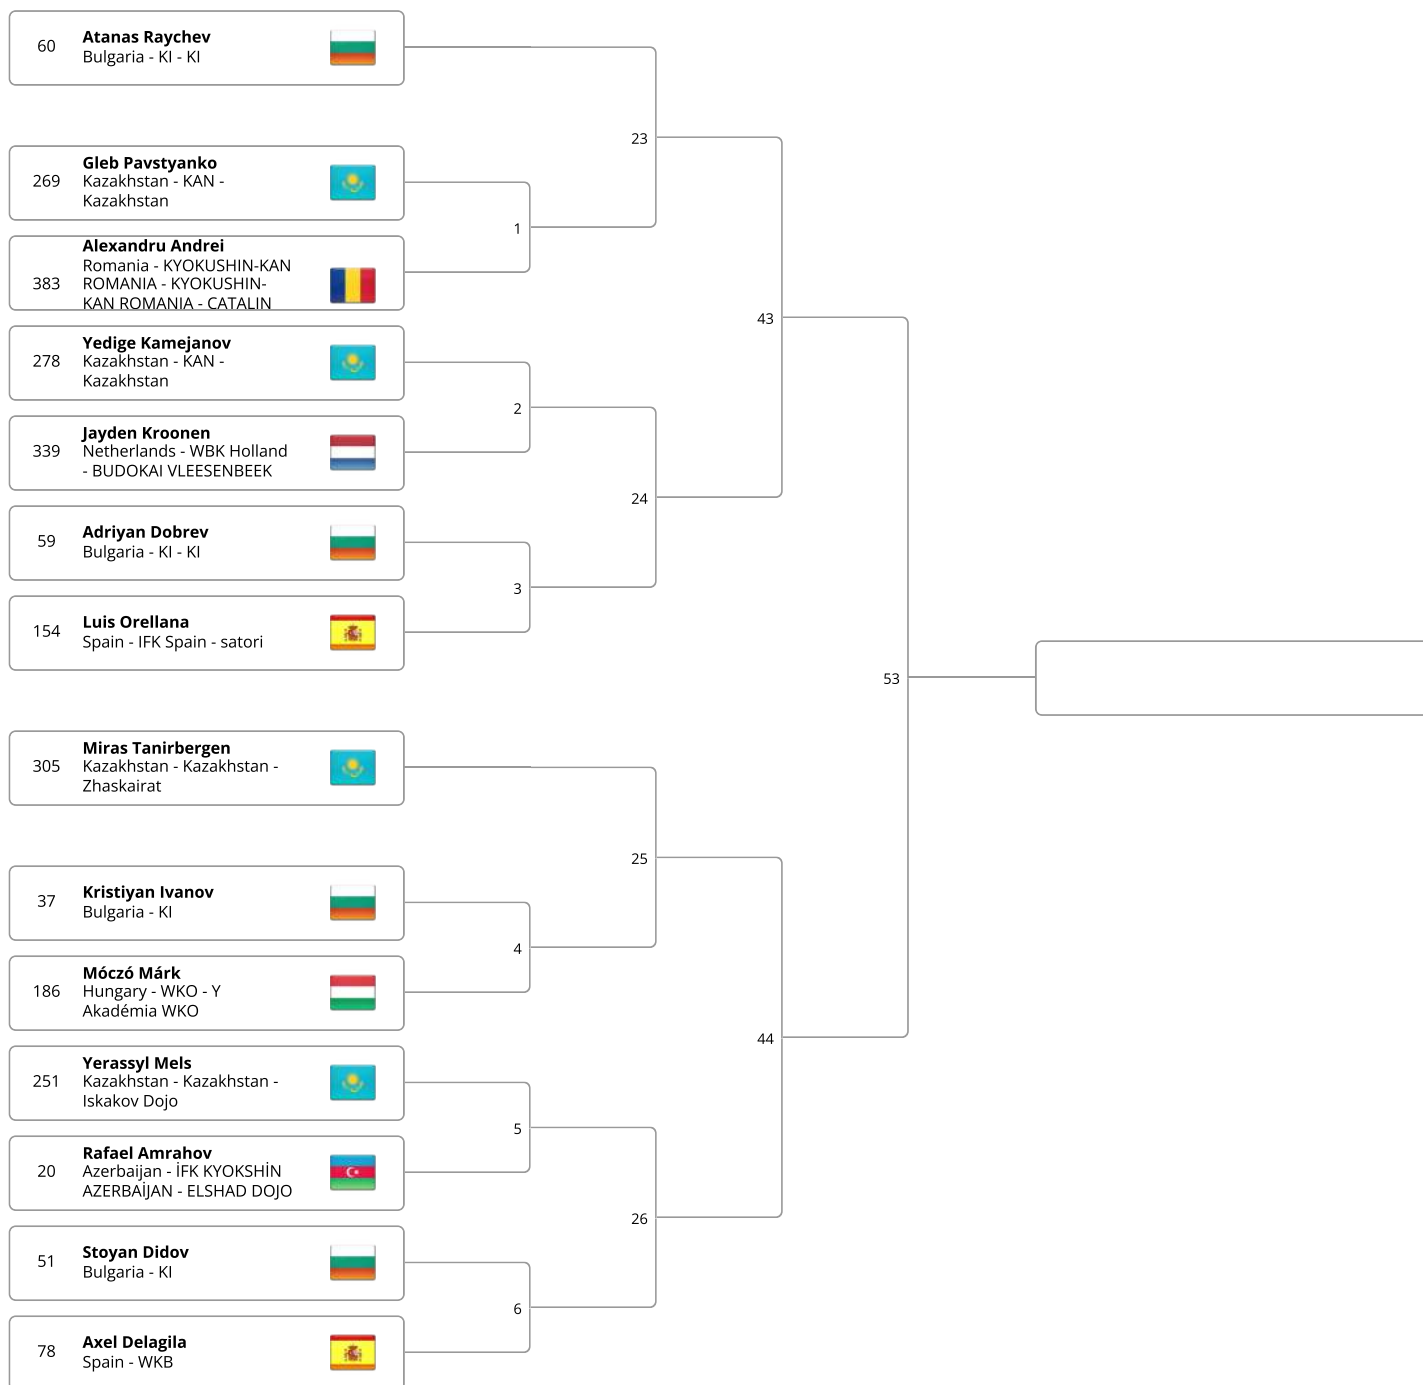 60
Atanas Raychev
Bulgaria - KI - KI
23
269
Gleb Pavstyanko
Kazakhstan - KAN -
Kazakhstan
1
383
Alexandru Andrei
Romania - KYOKUSHIN-KAN
ROMANIA - KYOKUSHIN-
KAN ROMANIA - CATALIN
43
278
Yedige Kamejanov
Kazakhstan - KAN -
Kazakhstan
2
339
Jayden Kroonen
Netherlands - WBK Holland
- BUDOKAI VLEESENBEEK
24
59
Adriyan Dobrev
Bulgaria - KI - KI
3
154
Luis Orellana
Spain - IFK Spain - satori
53
305
Miras Tanirbergen
Kazakhstan - Kazakhstan -
Zhaskairat
25
37
Kristiyan Ivanov
Bulgaria - KI
4
186
Móczó Márk
Hungary - WKO - Y
Akadémia WKO
44
251
Yerassyl Mels
Kazakhstan - Kazakhstan -
Iskakov Dojo
5
20
Rafael Amrahov
Azerbaijan - İFK KYOKSHİN
AZERBAİJAN - ELSHAD DOJO
26
51
Stoyan Didov
Bulgaria - KI
6
78
Axel Delagila
Spain - WKB